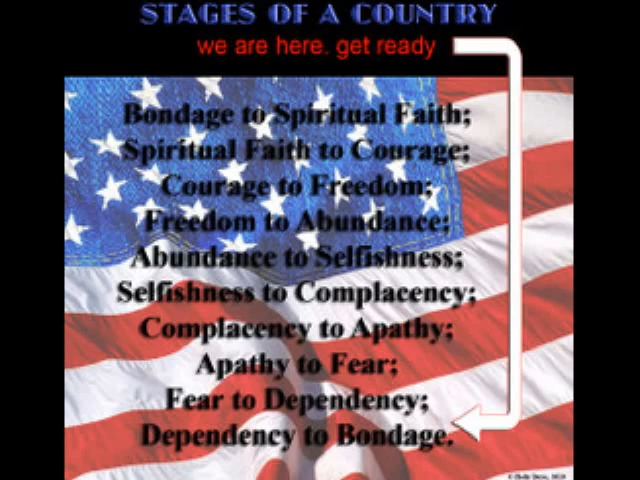 STAGES OF A COUNTRY
we are here. get ready
Bondage to Spiritual Faith;
Spiritual Faith to Courage;
Courage to Freedom;
Freedom to Abundance;
Abundance to Selfishness;
Selfishness to Complacency;
Complacency to Apathy;
Apathy to Fear;
Fear to Dependency;
Dependency to Bondage.